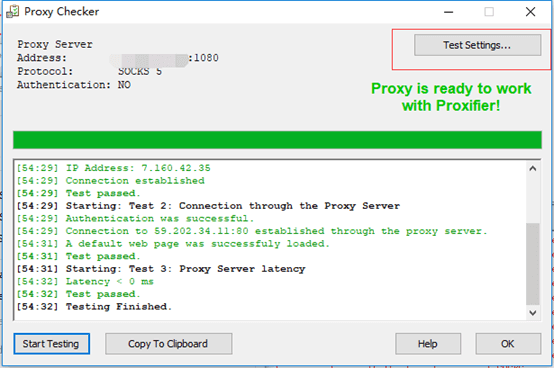 Proxy Checker
Proxy Server
Address: :1080
Protocol: SOCKS 5
Authentication: NO
Test Settings...
Proxy is ready to work
with Proxifier!
[54:29] IP Address: 7.160.42.35
[54:29] Connection established
[54:29] Test passed.
[54:29] Starting: Test 2: Connection through the Proxy Server
[54:29] Authentication was successful.
[54:29] Connection to 59.202.34.11:80 established through the proxy server.
[54:31] A default web page was successfuly loaded.
[54:31] Test passed.
[54:31] Starting: Test 3: Proxy Server latency
[54:32] Latency < 0 ms
[54:32] Test passed.
[54:32] Testing Finished.
Start Testing
Copy To Clipboard
Help
OK